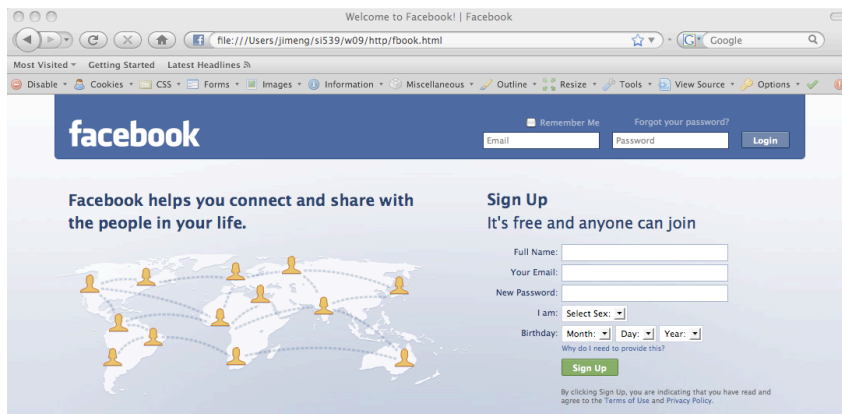 Welcome to Facebook! | Facebook
file:///Users/jimeng/si539/w09/http/fbook.html
G Google
Most Visited Getting Started Latest Headlines
Disable Cookies CSS Forms Images Information Miscellaneous Outline Resize Tools View Source Options
facebook
Remember Me Forgot your password?
Email Password Login
Facebook helps you connect and share with
the people in your life.
Sign Up
It's free and anyone can join
Full Name:
Your Email:
New Password:
I am: Select Sex:
Birthday: Month: Day: Year:
Why do I need to provide this?
Sign Up
By clicking Sign Up, you are indicating that you have read and
agree to the Terms of Use and Privacy Policy.